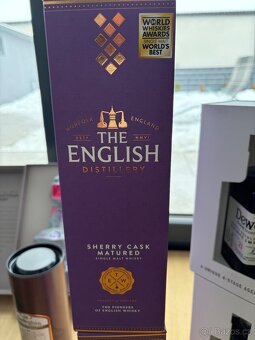 WORLD
WHISKIES
AWARDS
WORLD'S
BEST
NORFOLK ENGLAND
ESTD MMVI
THE
ENGLISH
DISTILLERY
SHERRY CASK
MATURED
SINGLE MALT WHISKY
THE PIONEERS
OF ENGLISH WHISKY
Dewar